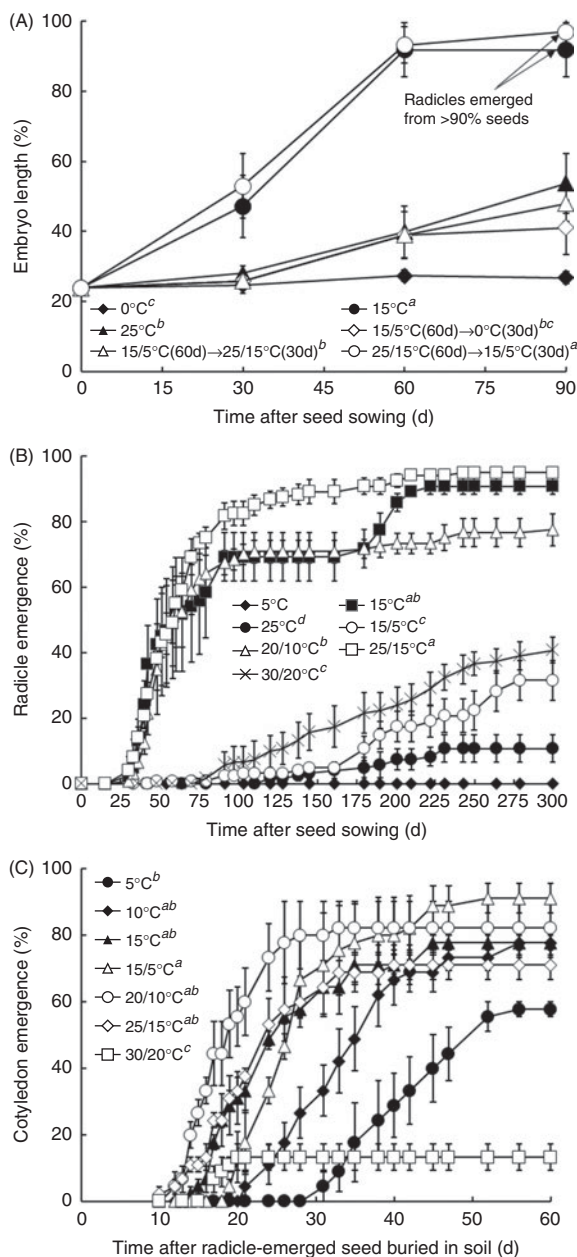 (A)
100
80
60
40
20
0
Embryo length (%)
Radicles emerged
from >90% seeds
0°Cᶜ
15°Cᵃ
25°Cᵇ
15/5°C(60d)→0°C(30d)ᵇᶜ
15/5°C(60d)→25/15°C(30d)ᵇ
25/15°C(60d)→15/5°C(30d)ᵃ
0 30 45 60 75 90
Time after seed sowing (d)
(B)
100
80
60
40
20
0
Radicle emergence (%)
5°C
15°Cᵃᵇ
25°Cᵈ
15/5°Cᶜ
20/10°Cᵇ
25/15°Cᵃ
30/20°Cᶜ
0 25 50 75 100 125 150 175 200 225 250 275 300
Time after seed sowing (d)
(C)
100
80
60
40
20
0
Cotyledon emergence (%)
5°Cᵇ
10°Cᵃᵇ
15°Cᵃᵇ
15/5°Cᵃ
20/10°Cᵃᵇ
25/15°Cᵃᵇ
30/20°Cᶜ
0 10 20 30 40 50 60
Time after radicle-emerged seed buried in soil (d)